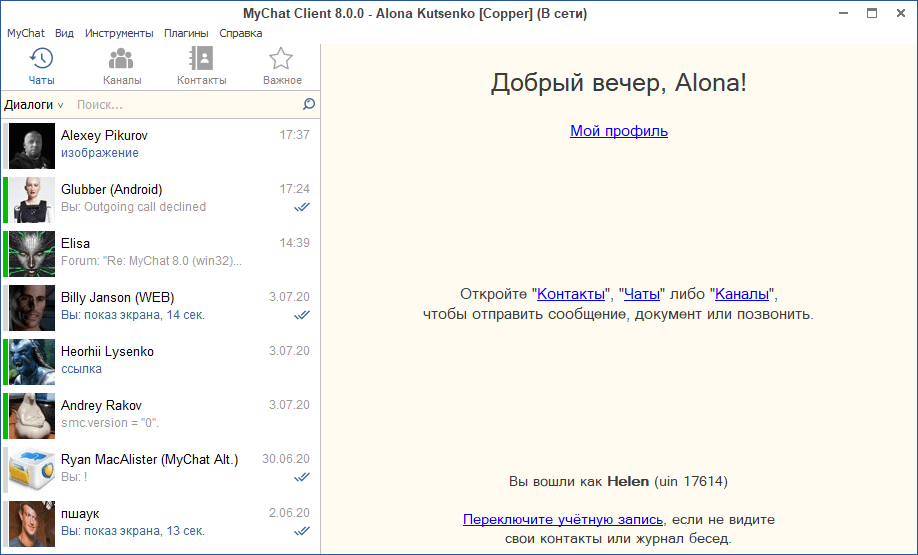 MyChat Client 8.0.0 - Alona Kutsenko [Copper] (В сети)
MyChat Вид Инструменты Плагины Справка
Чаты Каналы Контакты Важное
Диалоги Поиск...
Alexey Pikurov 17:37
изображение
Glubber (Android) 17:24
Вы: Outgoing call declined
Elisa 14:39
Forum: "Re: MyChat 8.0 (win32)...
Billy Janson (WEB) 3.07.20
Вы: показ экрана, 14 сек.
Heorhii Lysenko 3.07.20
ссылка
Andrey Rakov 3.07.20
smc.version = "0".
Ryan MacAlister (MyChat Alt.) 30.06.20
Вы: !
пшаук 2.06.20
Вы: показ экрана, 13 сек.
Добрый вечер, Alona!
Мой профиль
Откройте "Контакты", "Чаты" либо "Каналы",
чтобы отправить сообщение, документ или позвонить.
Вы вошли как Helen (uin 17614)
Переключите учётную запись, если не видите
свои контакты или журнал бесед.